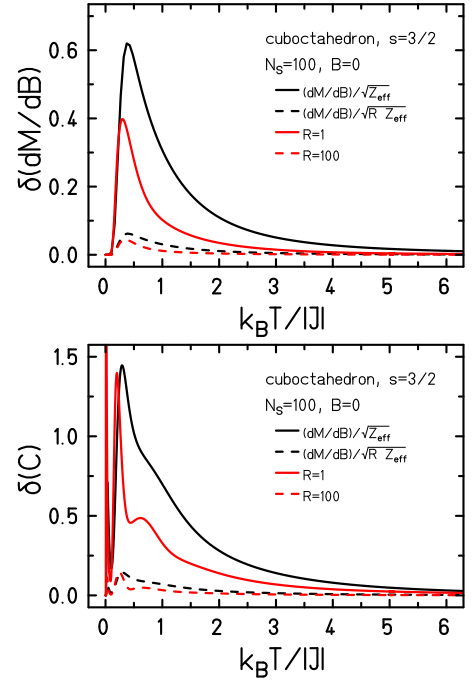 δ(dM/dB)
0.6
0.4
0.2
0.0
cuboctahedron, s=3/2
N_S=100, B=0
(dM/dB)/√Z_eff
(dM/dB)/√R Z_eff
R=1
R=100
0 1 2 3 4 5 6
k_B T/|J|
δ(C)
1.5
1.0
0.5
0.0
cuboctahedron, s=3/2
N_S=100, B=0
(dM/dB)/√Z_eff
(dM/dB)/√R Z_eff
R=1
R=100
0 1 2 3 4 5 6
k_B T/|J|